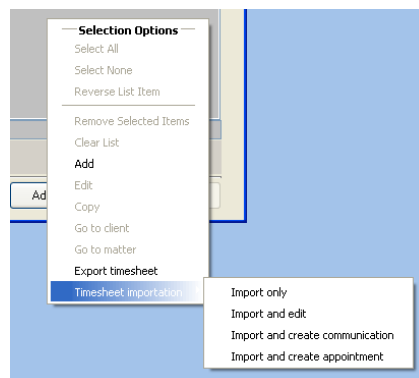 Selection Options
Select All
Select None
Reverse List Item
Remove Selected Items
Clear List
Add
Edit
Ad
Copy
Go to client
Go to matter
Export timesheet
Timesheet importation
Import only
Import and edit
Import and create communication
Import and create appointment